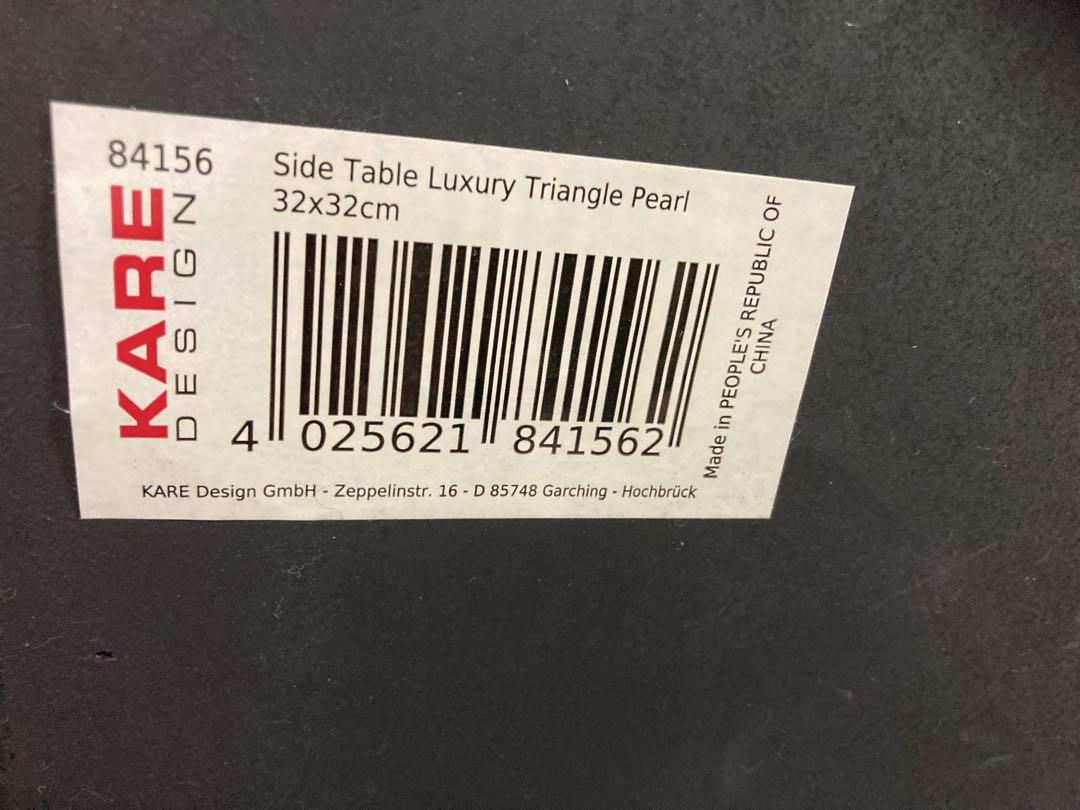 84156
KARE
DESIGN
Side Table Luxury Triangle Pearl
32x32cm
4 025621 841562
Made in PEOPLE'S REPUBLIC OF
CHINA
KARE Design GmbH - Zeppelinstr. 16 - D 85748 Garching - Hochbrück